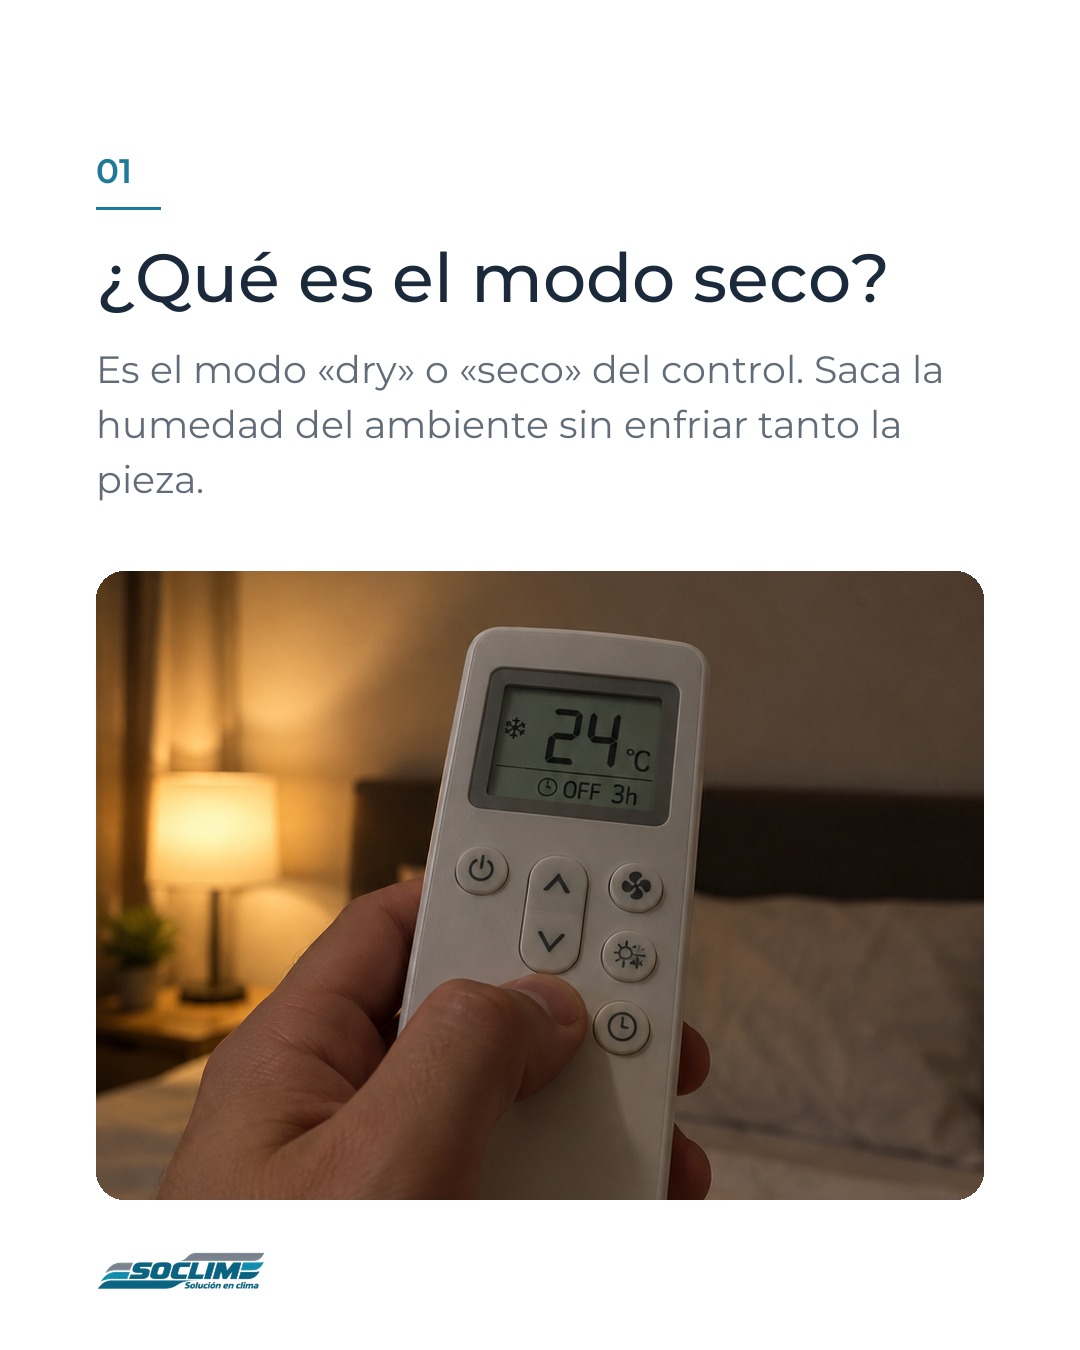 01
¿Qué es el modo seco?
Es el modo «dry» o «seco» del control. Saca la
humedad del ambiente sin enfriar tanto la
pieza.
24 °C
OFF 3h
SOCLIME
Solución en clima